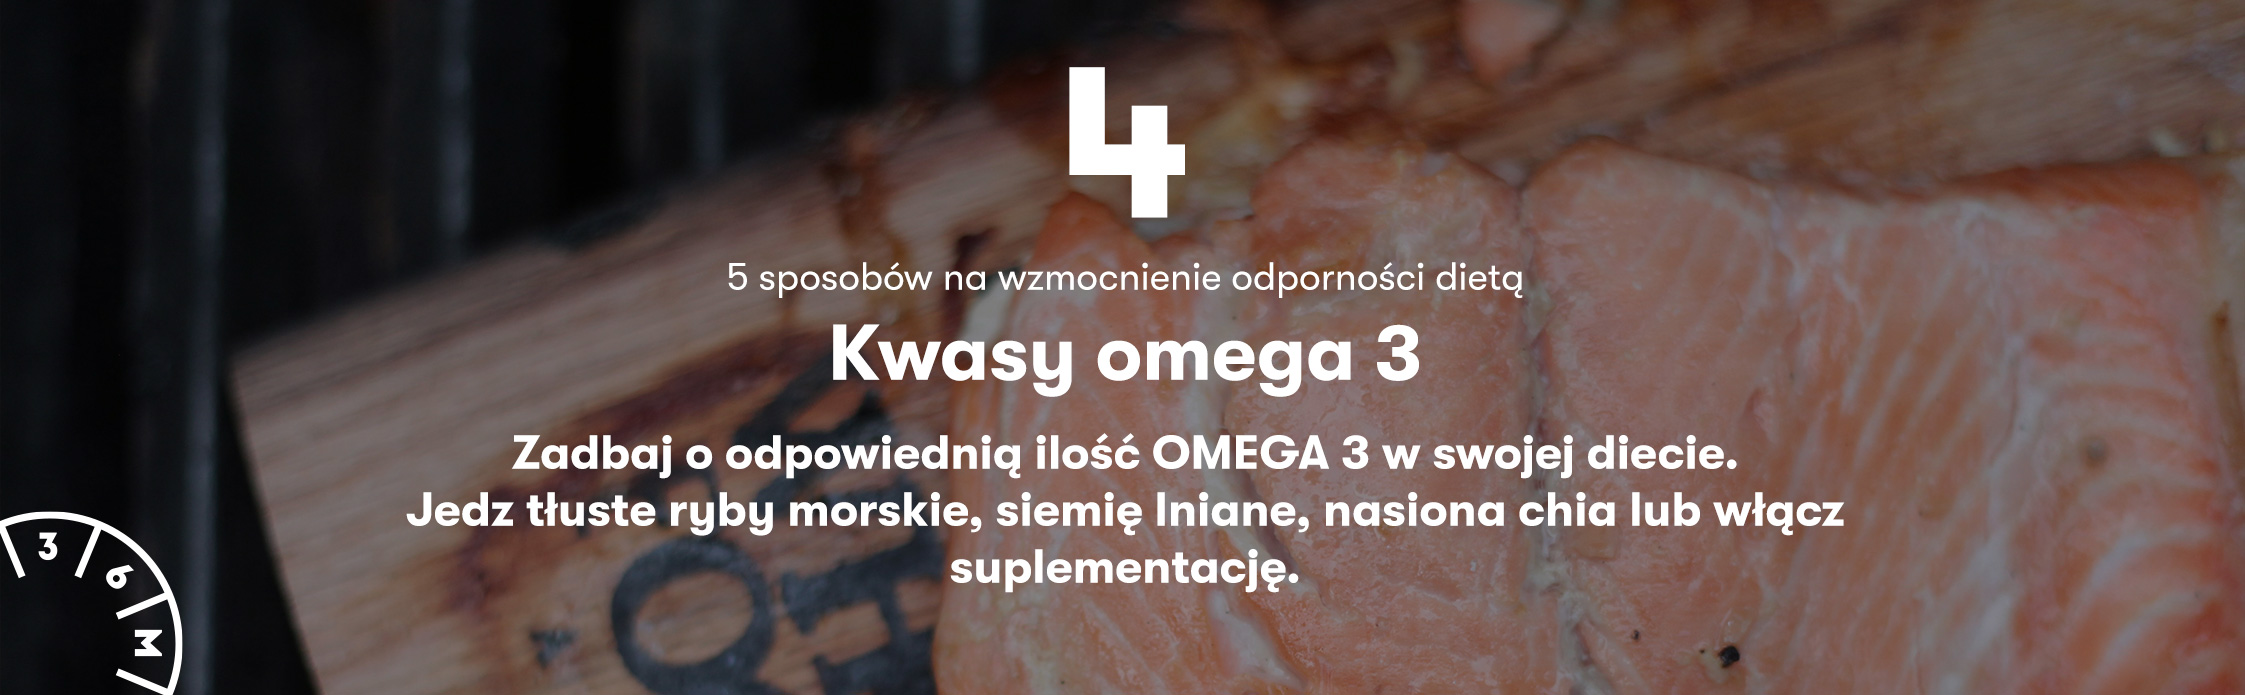 4
5 sposobów na wzmocnienie odporności dietą
Kwasy omega 3
Zadbaj o odpowiednią ilość OMEGA 3 w swojej diecie.
Jedz tłuste ryby morskie, siemię lniane, nasiona chia lub włącz
suplementację.
3
6
M